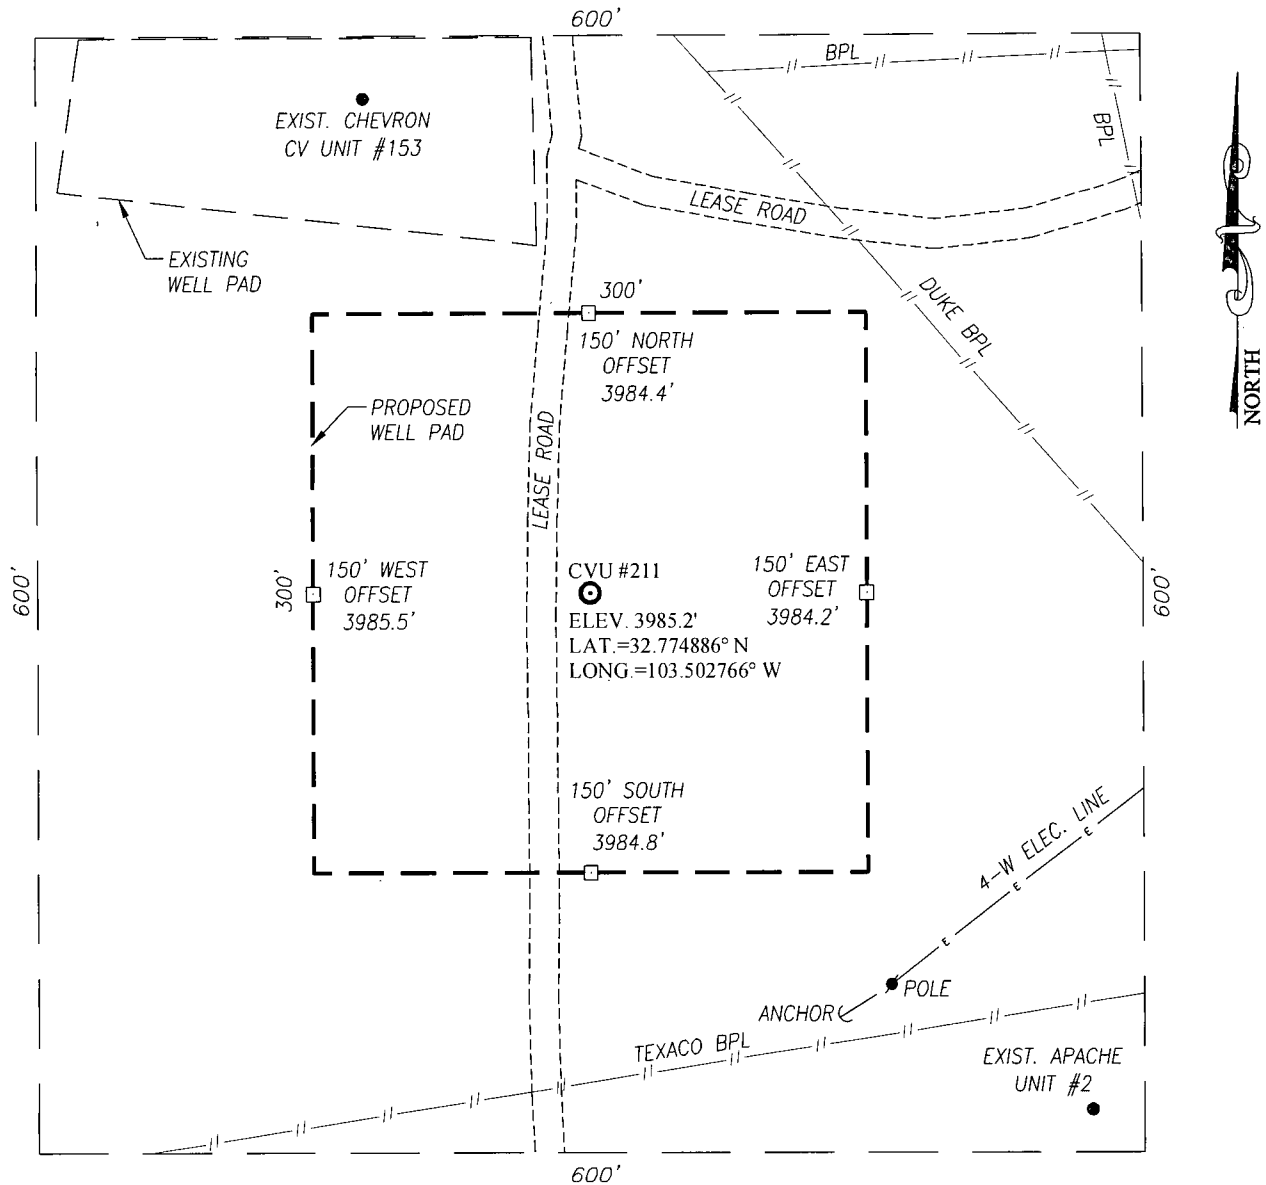 600'
BPL
BPL
EXIST. CHEVRON
CV UNIT #153
LEASE ROAD
EXISTING
WELL PAD
DUKE BPL
300'
150' NORTH
OFFSET
3984.4'
NORTH
PROPOSED
WELL PAD
LEASE ROAD
600'
300'
150' WEST
OFFSET
3985.5'
CVU #211
ELEV. 3985.2'
LAT.=32.774886° N
LONG.=103.502766° W
150' EAST
OFFSET
3984.2'
600'
150' SOUTH
OFFSET
3984.8'
4-W ELEC. LINE
E
E
E
POLE
ANCHOR
TEXACO BPL
EXIST. APACHE
UNIT #2
600'